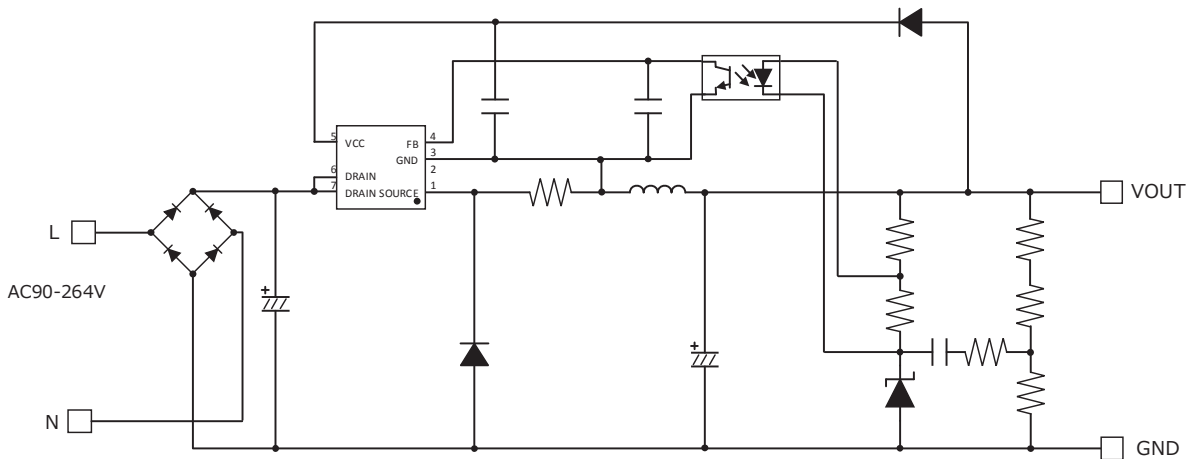 5
VCC
FB
4
GND
3
6
DRAIN
2
7
DRAIN SOURCE
1
VOUT
L
+
AC90-264V
+
N
GND